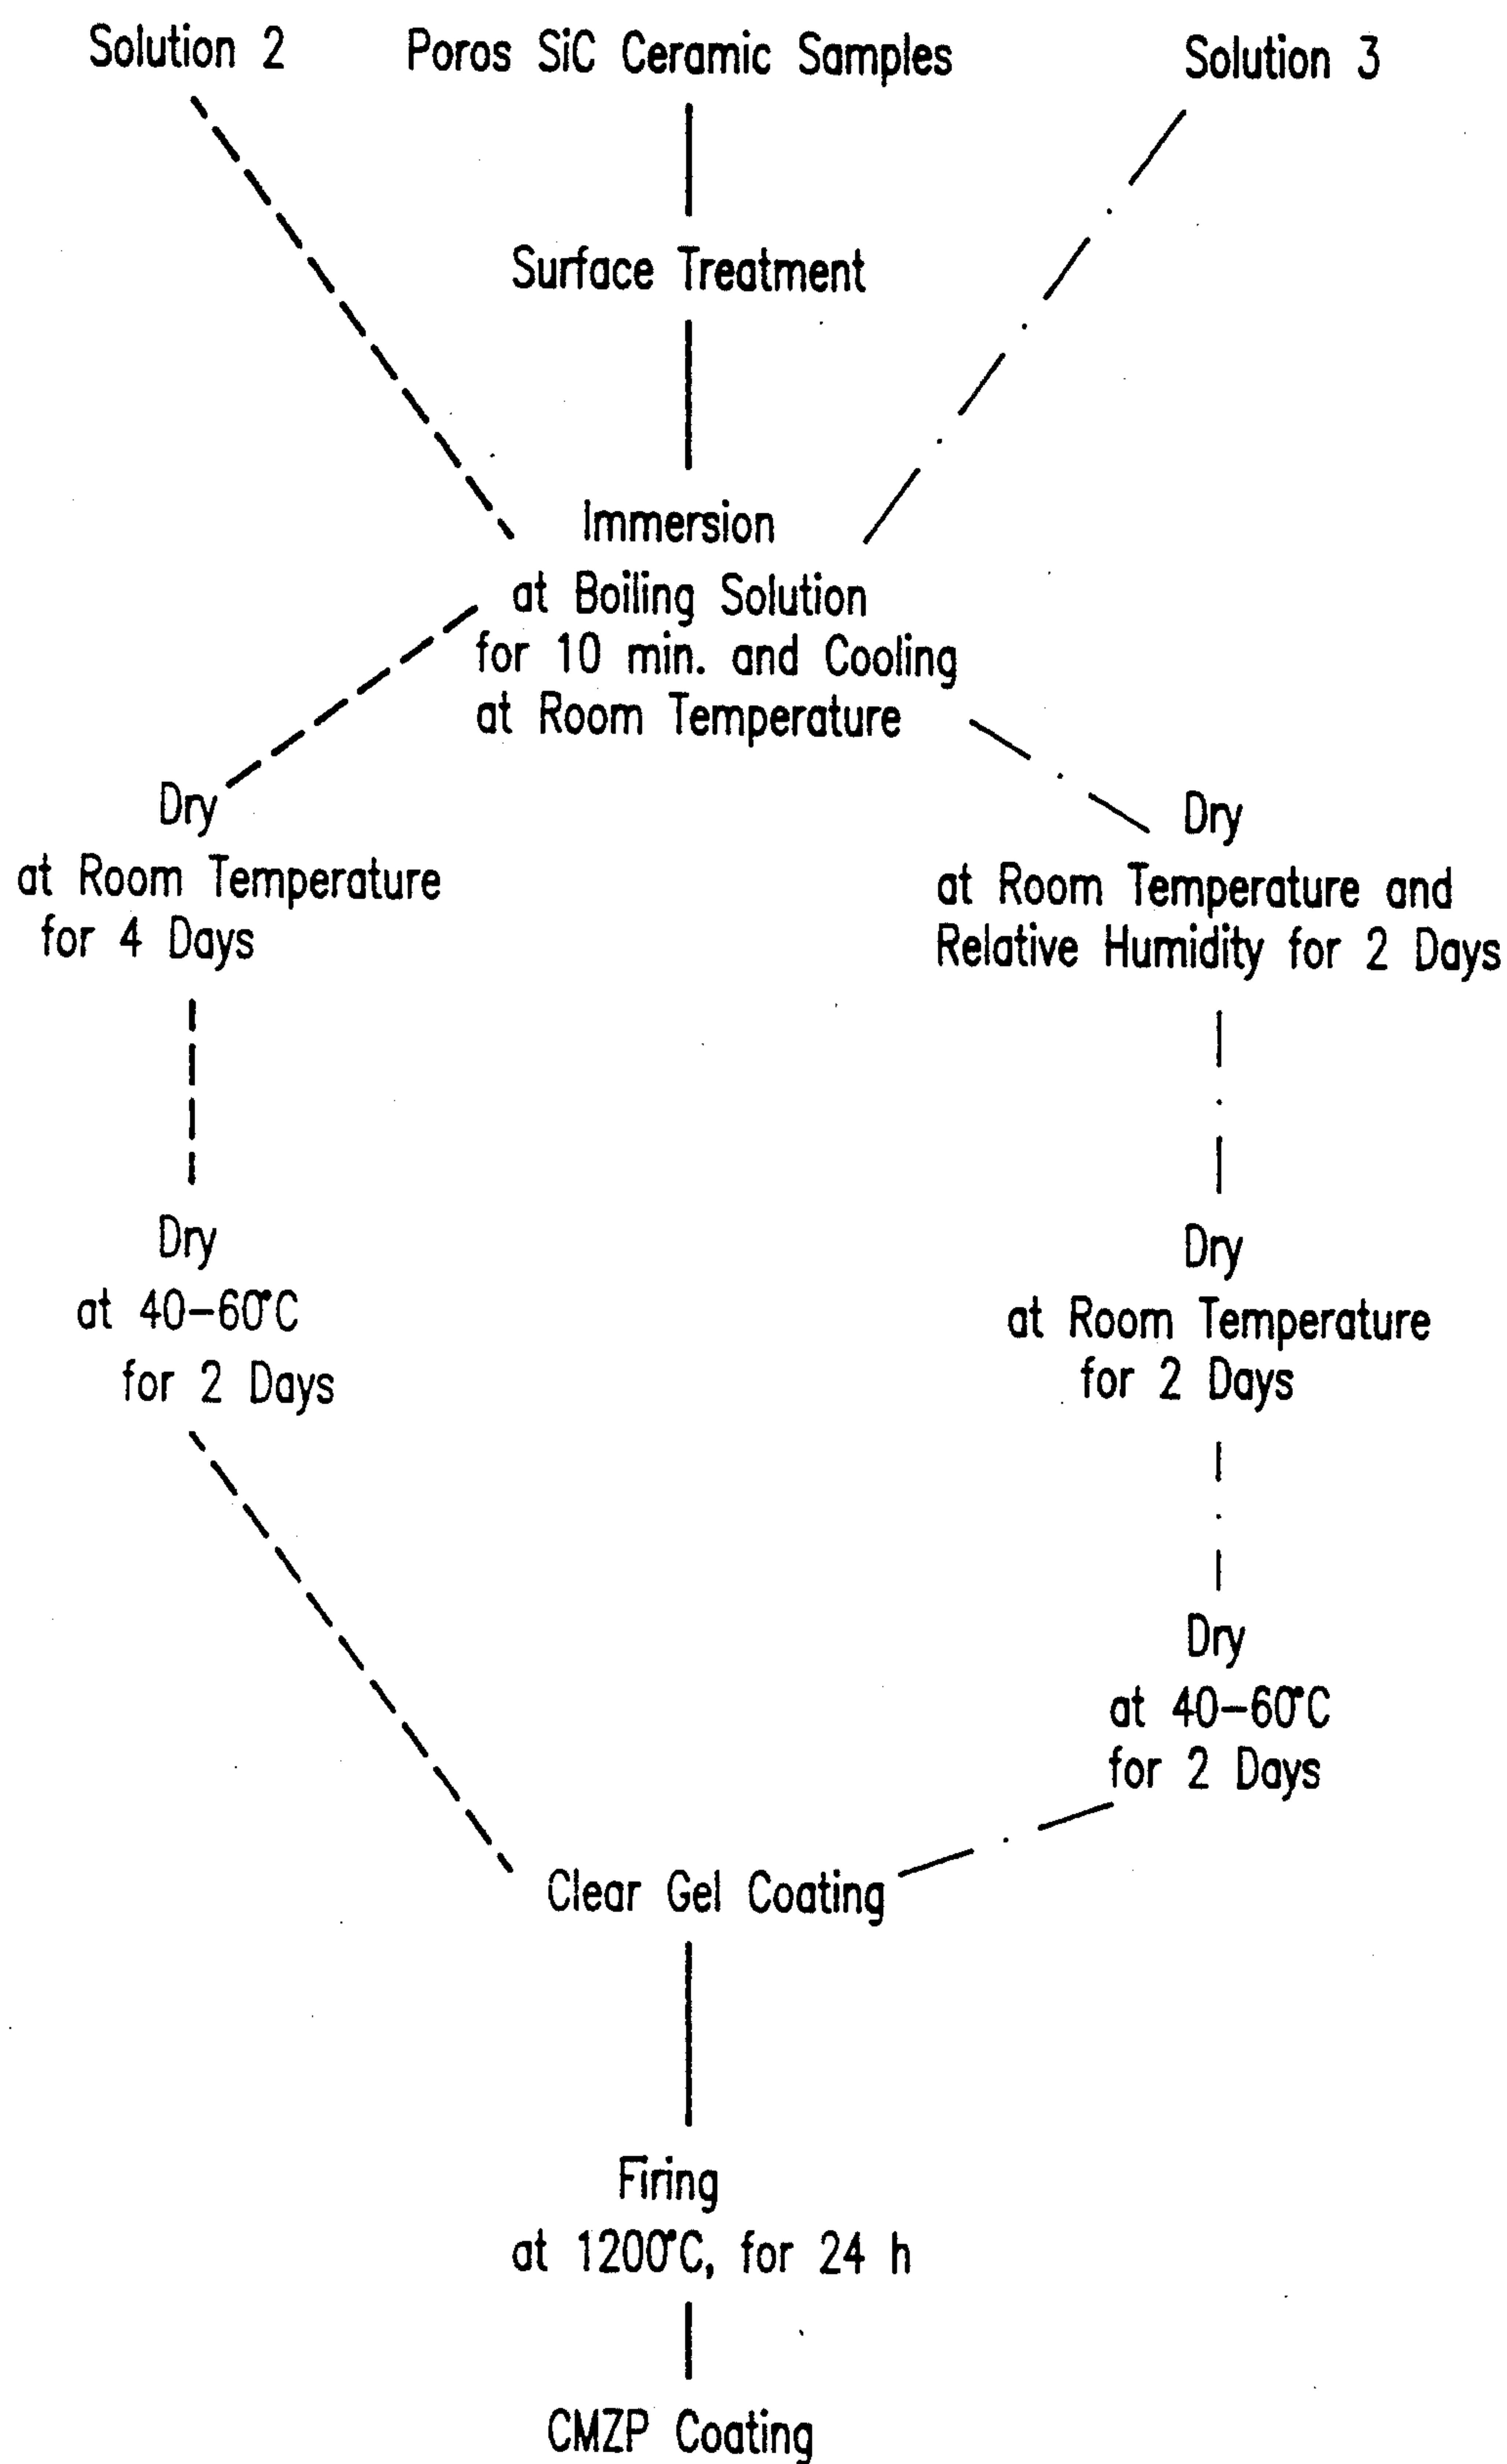 Solution 2
Poros SiC Ceramic Samples
Solution 3
Surface Treatment
Immersion
at Boiling Solution
for 10 min. and Cooling
at Room Temperature
Dry
at Room Temperature
for 4 Days
Dry
at Room Temperature and
Relative Humidity for 2 Days
Dry
at 40-60°C
for 2 Days
Dry
at Room Temperature
for 2 Days
Dry
at 40-60°C
for 2 Days
Clear Gel Coating
Firing
at 1200°C, for 24 h
CMZP Coating